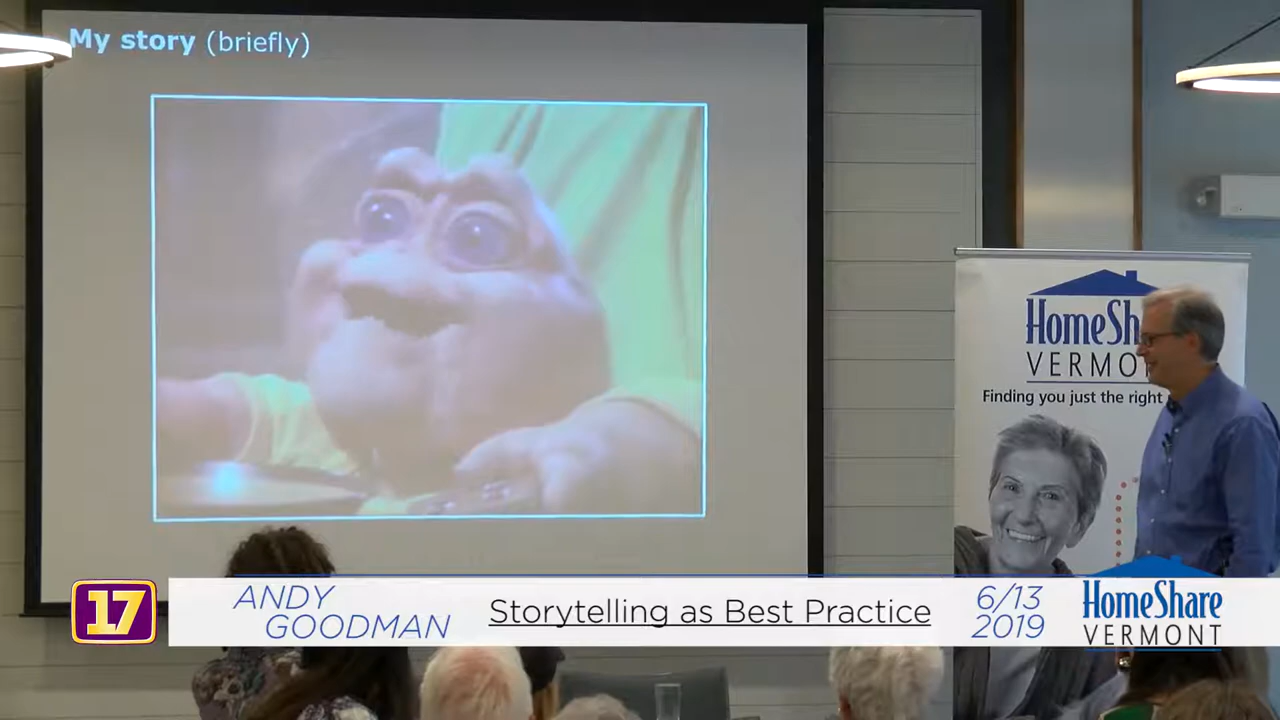 My story (briefly)
HomeSh
VERMO
Finding you just the right
17
ANDY
GOODMAN
Storytelling as Best Practice
6/13
2019
HomeShare
VERMONT